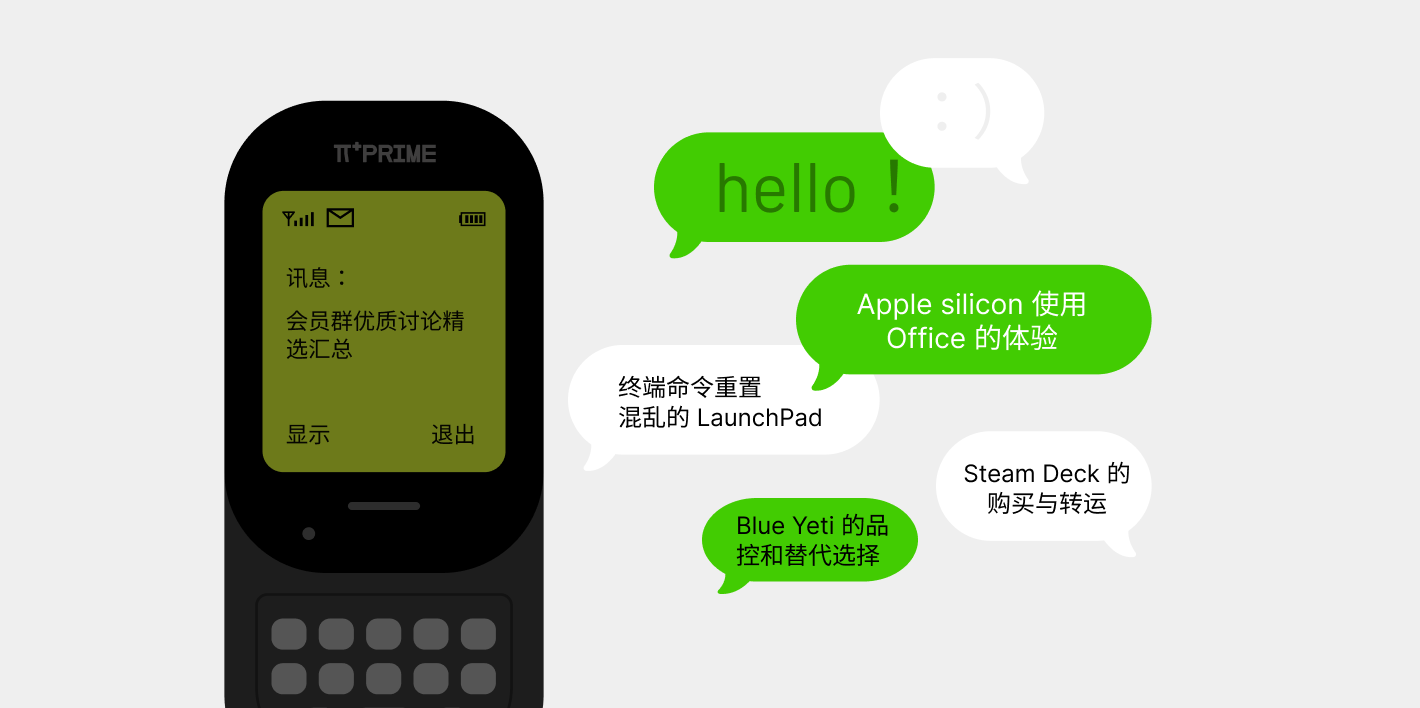 π+PRIME
讯息：
会员群优质讨论精
选汇总
显示
退出
:)
hello！
Apple silicon 使用
Office 的体验
终端命令重置
混乱的 LaunchPad
Steam Deck 的
购买与转运
Blue Yeti 的品
控和替代选择